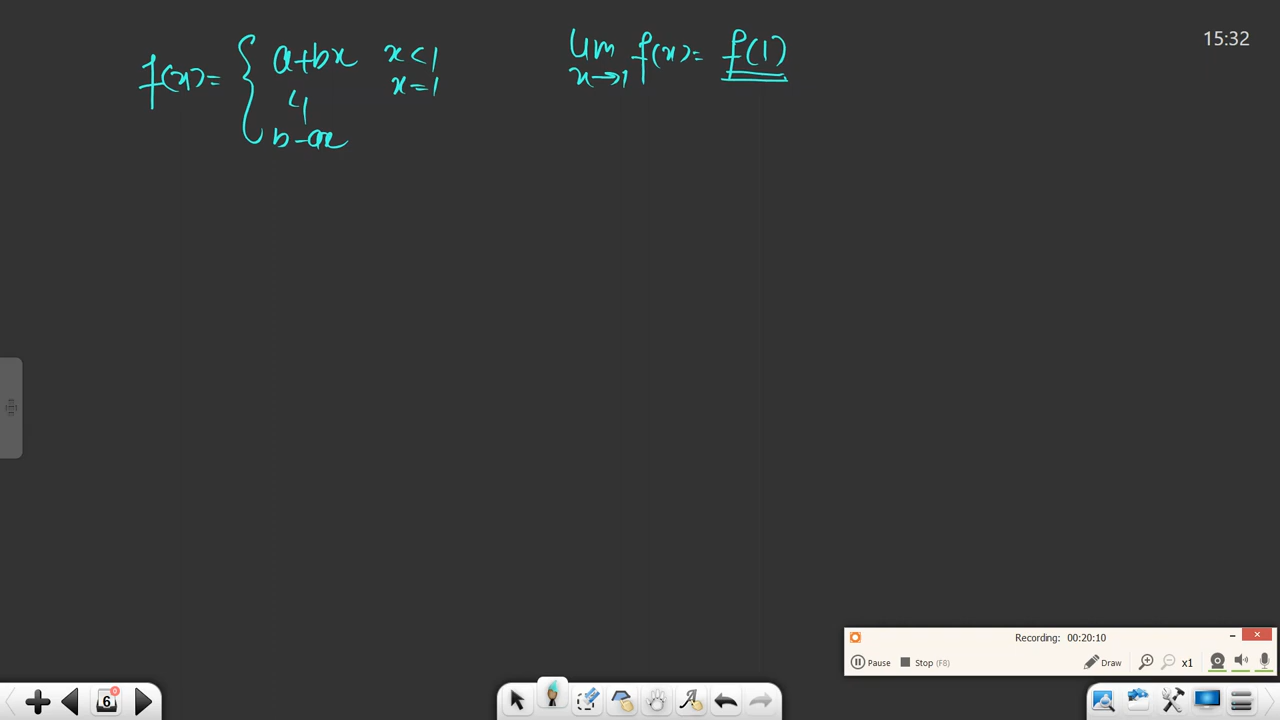 f(x) = { a+bx x<1
4 x=1
b-ax
lim x→1 f(x) = f(1)
15:32
Recording: 00:20:10
Pause Stop (F8) Draw x1
6 0